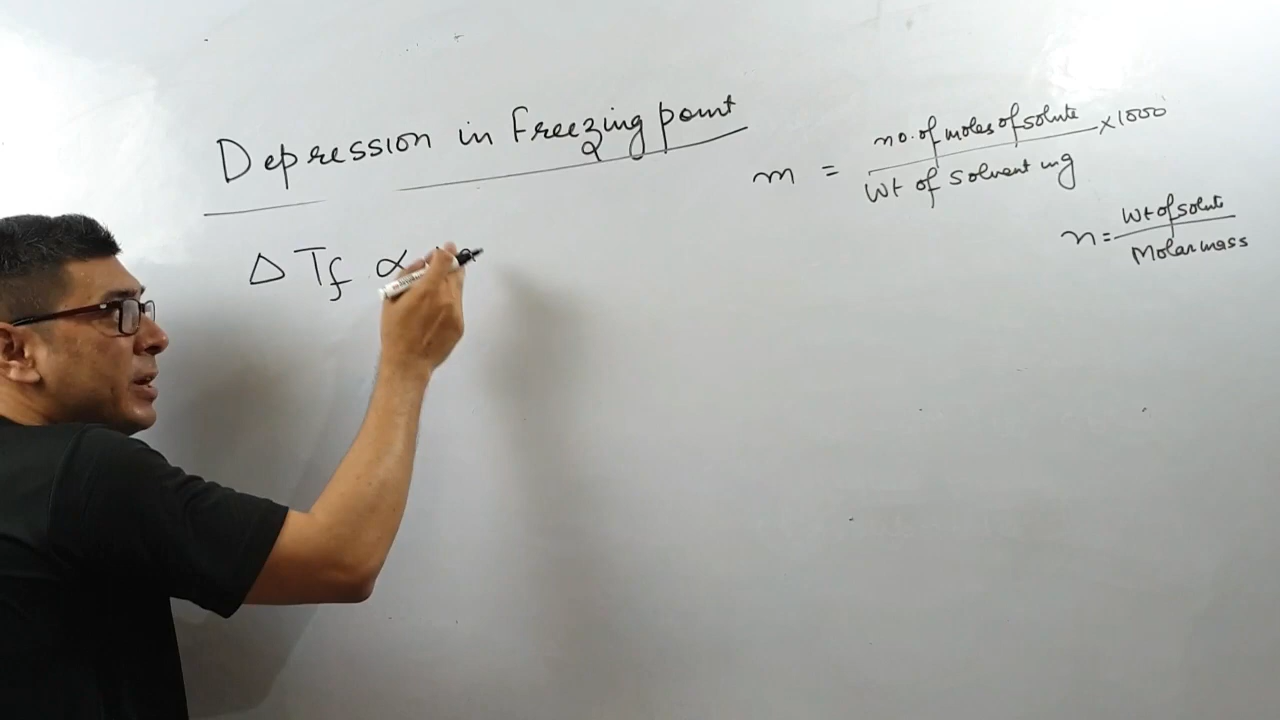 Depression in Freezing point
m = no. of moles of solute / Wt of Solvent in g × 1000
n = Wt of solute / Molar mass
Δ Tf ∝